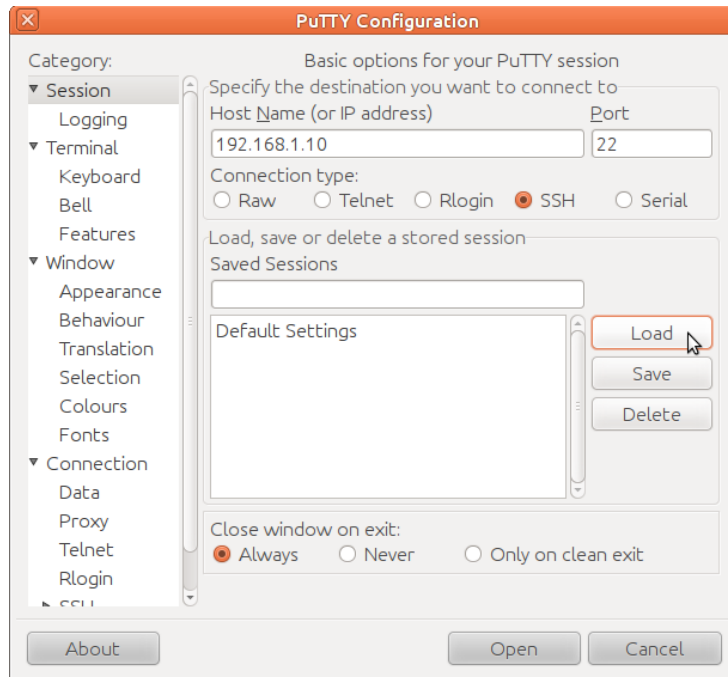 PuTTY Configuration
Category:
Session
Logging
Terminal
Keyboard
Bell
Features
Window
Appearance
Behaviour
Translation
Selection
Colours
Fonts
Connection
Data
Proxy
Telnet
Rlogin
SSH
Basic options for your PuTTY session
Specify the destination you want to connect to
Host Name (or IP address) Port
192.168.1.10 22
Connection type:
Raw Telnet Rlogin SSH Serial
Load, save or delete a stored session
Saved Sessions
Default Settings
Load
Save
Delete
Close window on exit:
Always Never Only on clean exit
About Open Cancel